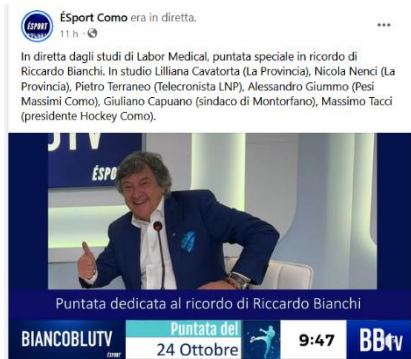 ÉSport Como era in diretta.
11 h ·
In diretta dagli studi di Labor Medical, puntata speciale in ricordo di
Riccardo Bianchi. In studio Lilliana Cavatorta (La Provincia), Nicola Nenci (La
Provincia), Pietro Terraneo (Telecronista LNP), Alessandro Giummo (Pesi
Massimi Como), Giuliano Capuano (sindaco di Montorfano), Massimo Tacci
(presidente Hockey Como).
ÉSPO
Puntata dedicata al ricordo di Riccardo Bianchi
BIANCOBLUTV
Puntata del
24 Ottobre
9:47
BBTV